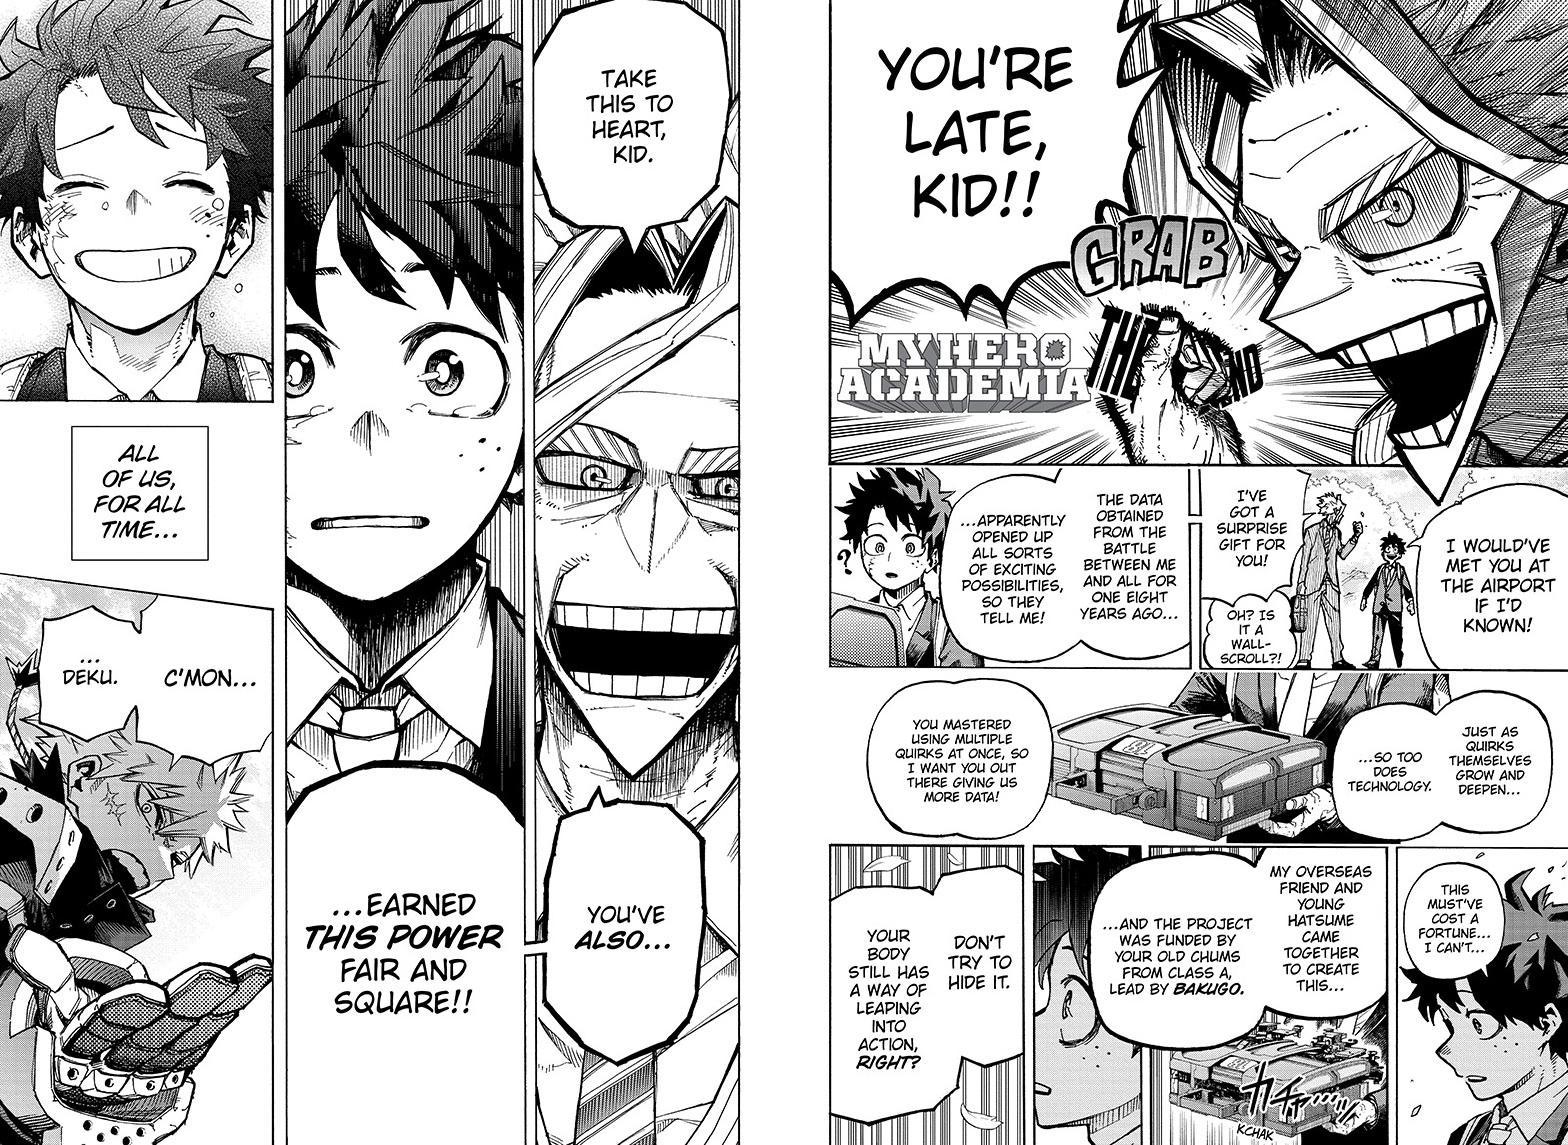 YOU'RE
LATE,
KID!!
GRAB
THE END
MY HERO
ACADEMIA
I WOULD'VE
MET YOU AT
THE AIRPORT
IF I'D
KNOWN!
I'VE
GOT A
SURPRISE
GIFT FOR
YOU!
OH? IS
IT A
WALL-
SCROLL?!
THE DATA
OBTAINED
FROM THE
BATTLE
BETWEEN ME
AND ALL FOR
ONE EIGHT
YEARS AGO...
...APPARENTLY
OPENED UP
ALL SORTS
OF EXCITING
POSSIBILITIES,
SO THEY
TELL ME!
?
JUST AS
QUIRKS
THEMSELVES
GROW AND
DEEPEN...
...SO TOO
DOES
TECHNOLOGY.
YOU MASTERED
USING MULTIPLE
QUIRKS AT ONCE, SO
I WANT YOU OUT
THERE GIVING US
MORE DATA!
THIS
MUST'VE
COST A
FORTUNE...
I CAN'T...
MY OVERSEAS
FRIEND AND
YOUNG
HATSUME
CAME
TOGETHER
TO CREATE
THIS...
...AND THE PROJECT
WAS FUNDED BY
YOUR OLD CHUMS
FROM CLASS A,
LEAD BY BAKUGO.
KCHAK
DON'T
TRY TO
HIDE IT.
YOUR
BODY
STILL HAS
A WAY OF
LEAPING
INTO
ACTION,
RIGHT?
TAKE
THIS TO
HEART,
KID.
YOU'VE
ALSO...
...EARNED
THIS POWER
FAIR AND
SQUARE!!
ALL
OF US,
FOR ALL
TIME...
C'MON...
...
DEKU.